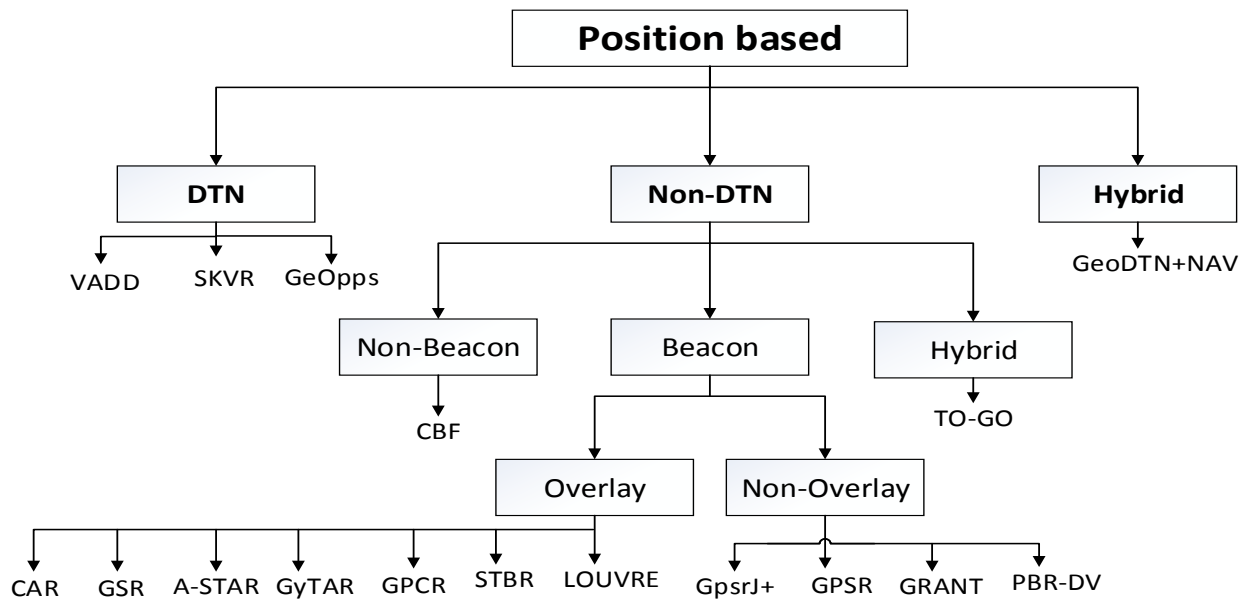 Position based
DTN
Non-DTN
Hybrid
VADD
SKVR
GeOpps
GeoDTN+NAV
Non-Beacon
Beacon
Hybrid
CBF
TO-GO
Overlay
Non-Overlay
CAR
GSR
A-STAR
GyTAR
GPCR
STBR
LOUVRE
GpsrJ+
GPSR
GRANT
PBR-DV